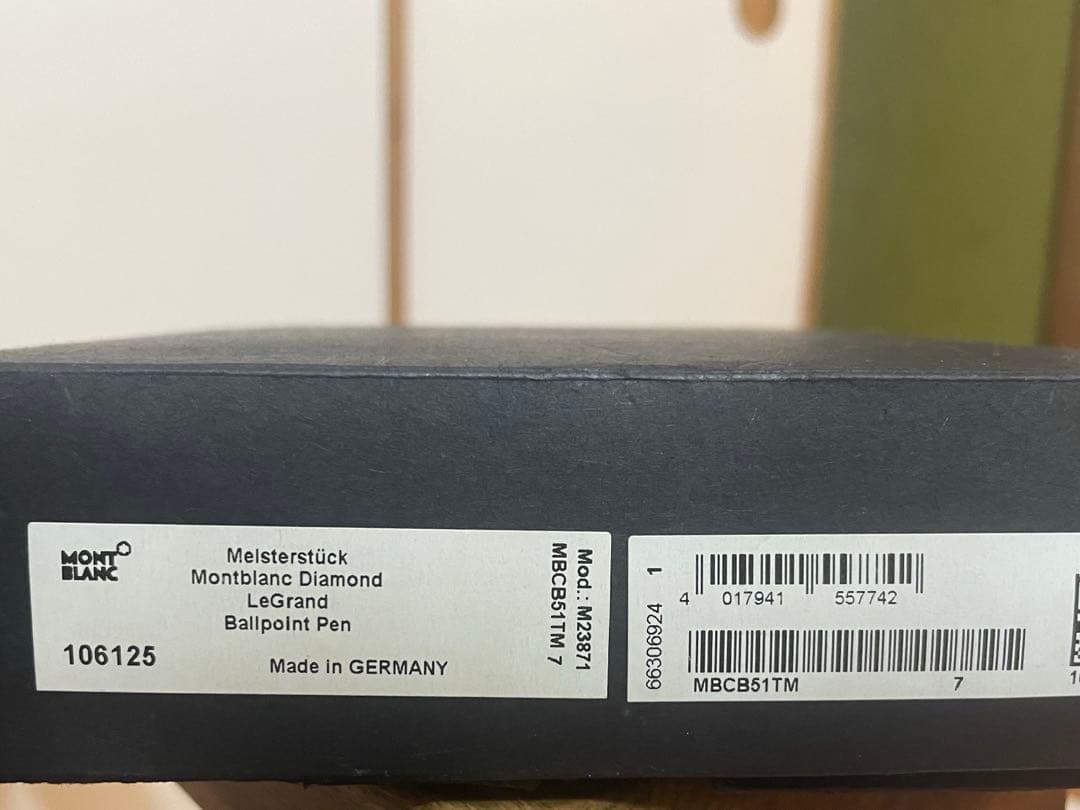 MONT
BLANC
Meisterstück
Montblanc Diamond
LeGrand
Ballpoint Pen
106125
Made in GERMANY
Mod.: M23871
MBCB51TM 7
66306924 1
4 017941 557742
MBCB51TM 7